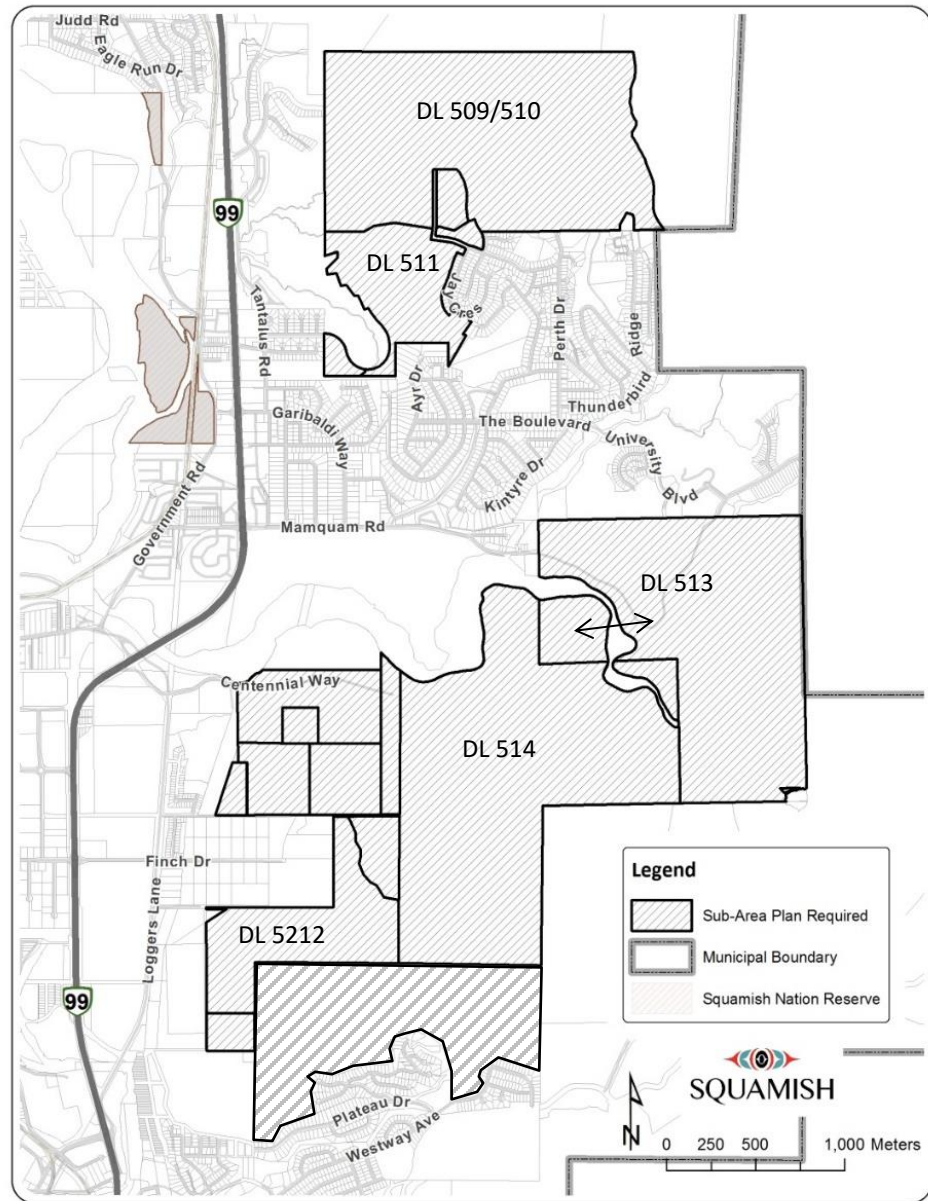 Judd Rd
Eagle Run Dr
DL 509/510
99
DL 511
Jay Cres
Tantalus Rd
Perth Dr
Ridge
Thunderbird
Ayr Dr
Garibaldi Way
The Boulevard
University
Blvd
Kintyre Dr
Government Rd
Mamquam Rd
DL 513
Centennial Way
DL 514
Finch Dr
Loggers Lane
DL 5212
99
Plateau Dr
Westway Ave
Legend
Sub-Area Plan Required
Municipal Boundary
Squamish Nation Reserve
SQUAMISH
N
0 250 500 1,000 Meters